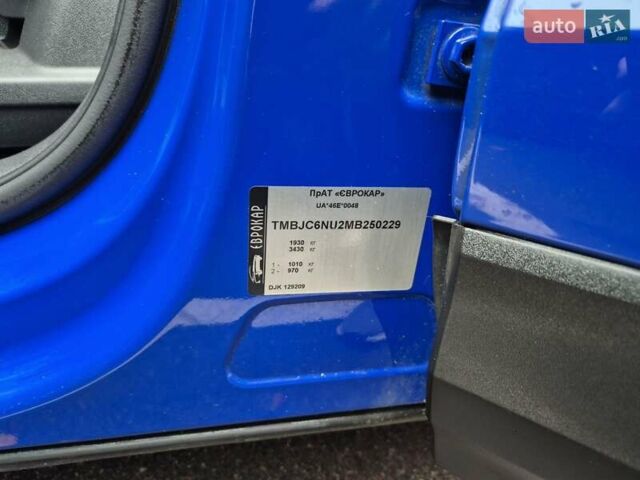 auto RIA .com
ПрАТ «ЄВРОКАР»
UA*46E*0048
TMBJC6NU2MB250229
1930 кг
3430 кг
1 - 1010 кг
2 - 970 кг
DJK 129209
ЄВРОКАР